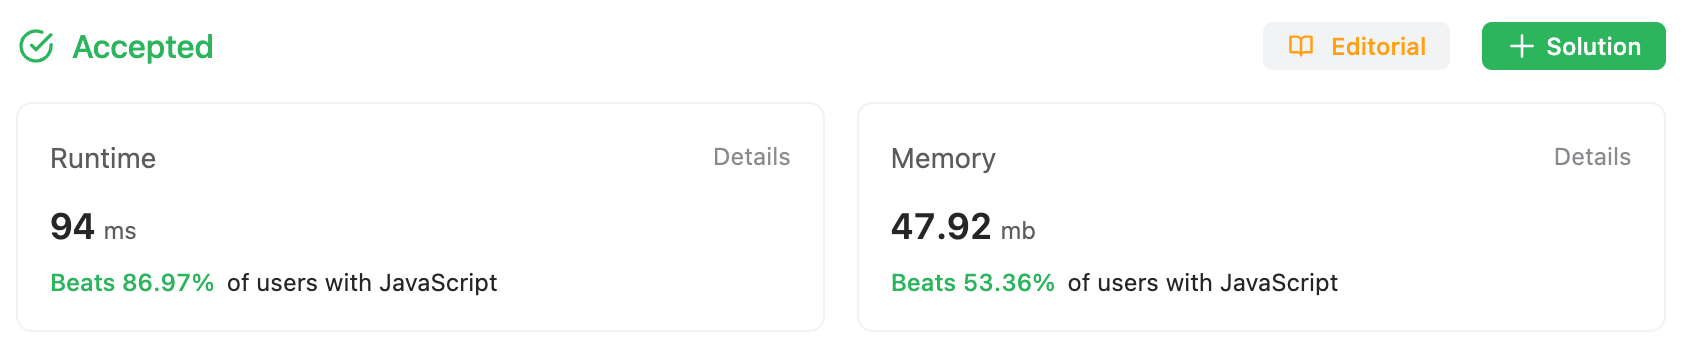 Accepted
Editorial
Solution
Runtime
Details
94 ms
Beats 86.97% of users with JavaScript
Memory
Details
47.92 mb
Beats 53.36% of users with JavaScript